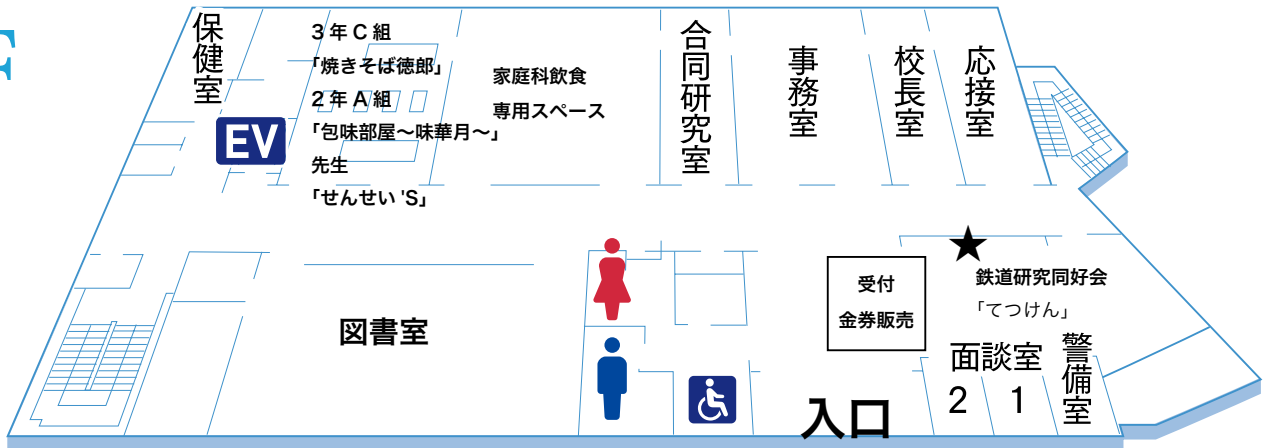 F
保健室
EV
3年C組
「焼きそば徳郎」
2年A組
「包味部屋～味華月～」
先生
「せんせい 'S」
家庭科飲食
専用スペース
合同研究室
事務室
校長室
応接室
図書室
受付
金券販売
鉄道研究同好会
「てつけん」
面談室
2 1
警備室
入口